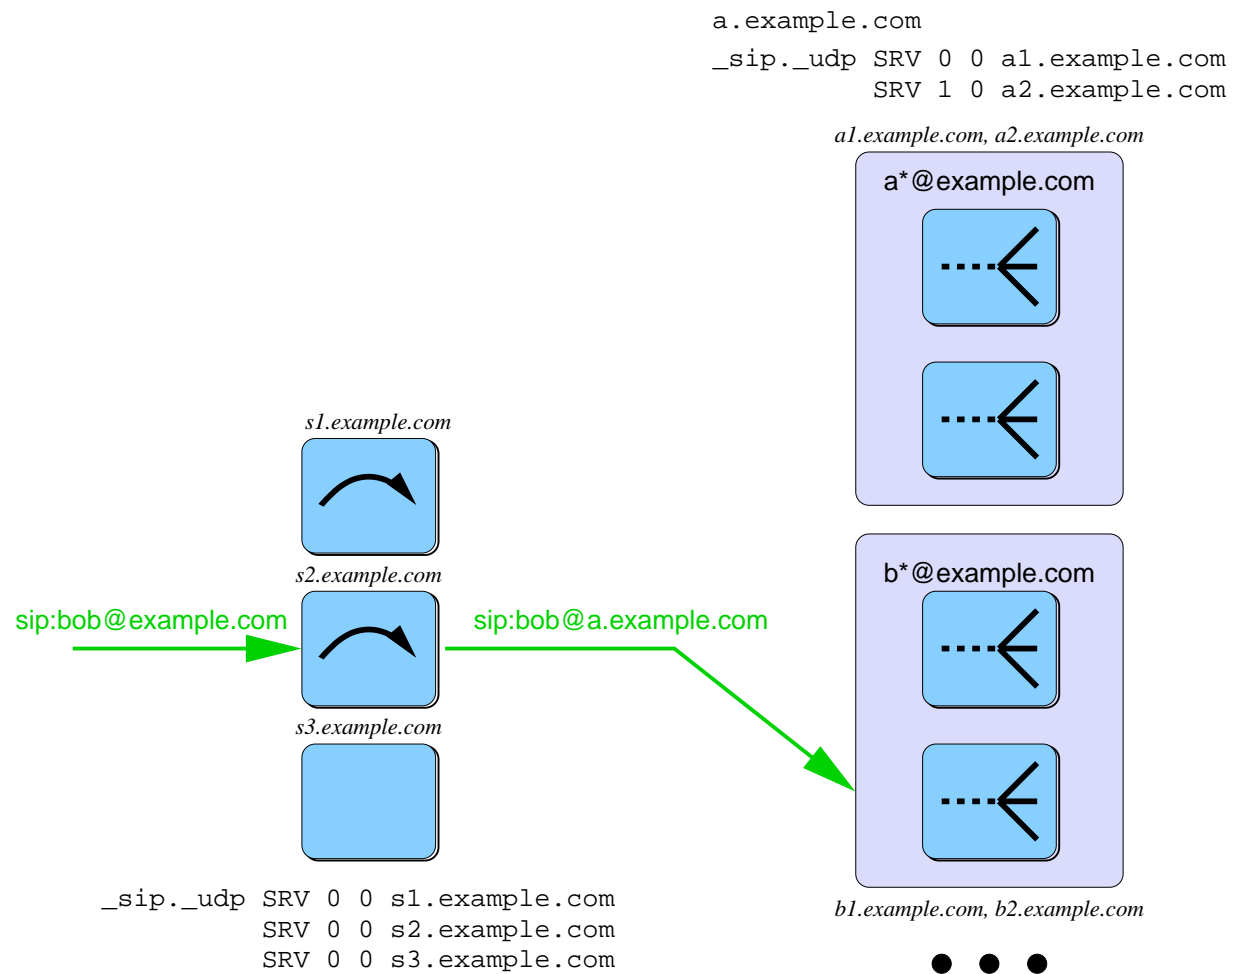 a.example.com
_sip._udp SRV 0 0 a1.example.com
SRV 1 0 a2.example.com
a1.example.com, a2.example.com
a*@example.com
s1.example.com
s2.example.com
b*@example.com
sip:bob@example.com
sip:bob@a.example.com
s3.example.com
_sip._udp SRV 0 0 s1.example.com
SRV 0 0 s2.example.com
SRV 0 0 s3.example.com
b1.example.com, b2.example.com